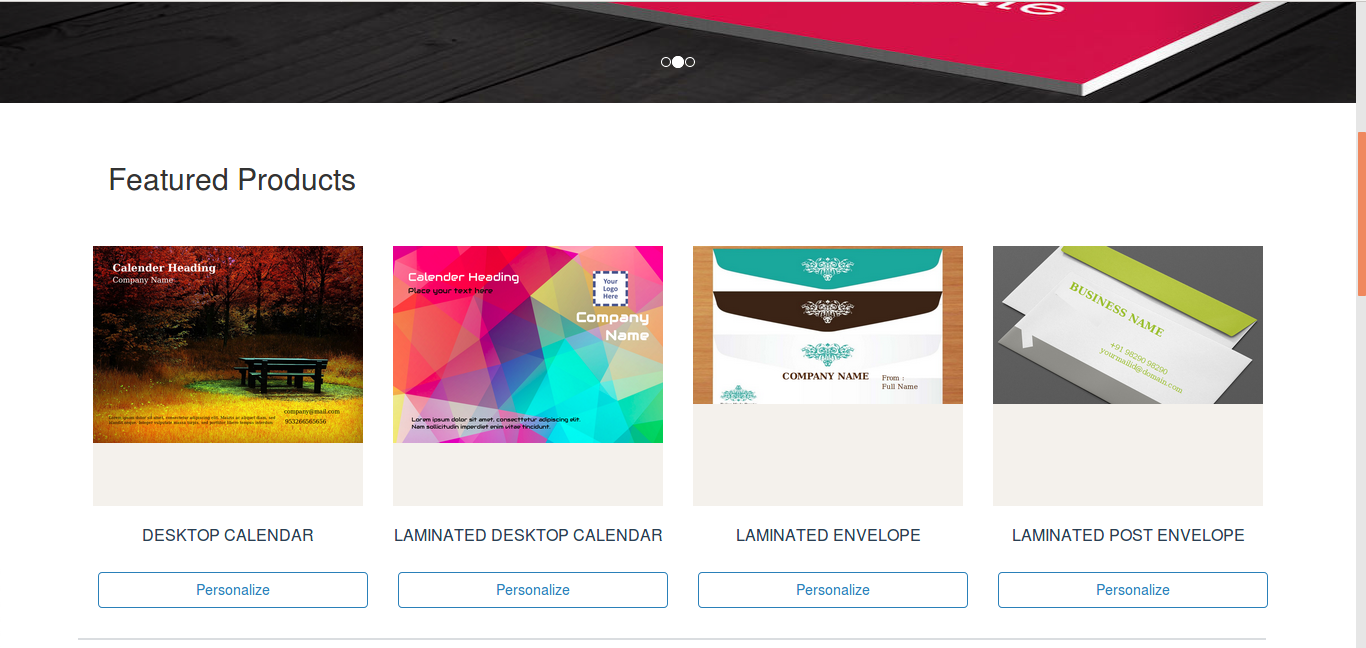 Featured Products
Calender Heading
Company Name
company@mail.com
Calender Heading
Place your text here
Your
Logo
Here
Company
Name
Lorem ipsum dolor sit amet, consectetur adipiscing elit.
Nam sollicitudin imperdiet enim vitae tincidunt.
COMPANY NAME
From :
Full Name
BUSINESS NAME
+91 98290 98290
yourmailid@domain.com
DESKTOP CALENDAR
LAMINATED DESKTOP CALENDAR
LAMINATED ENVELOPE
LAMINATED POST ENVELOPE
Personalize
Personalize
Personalize
Personalize